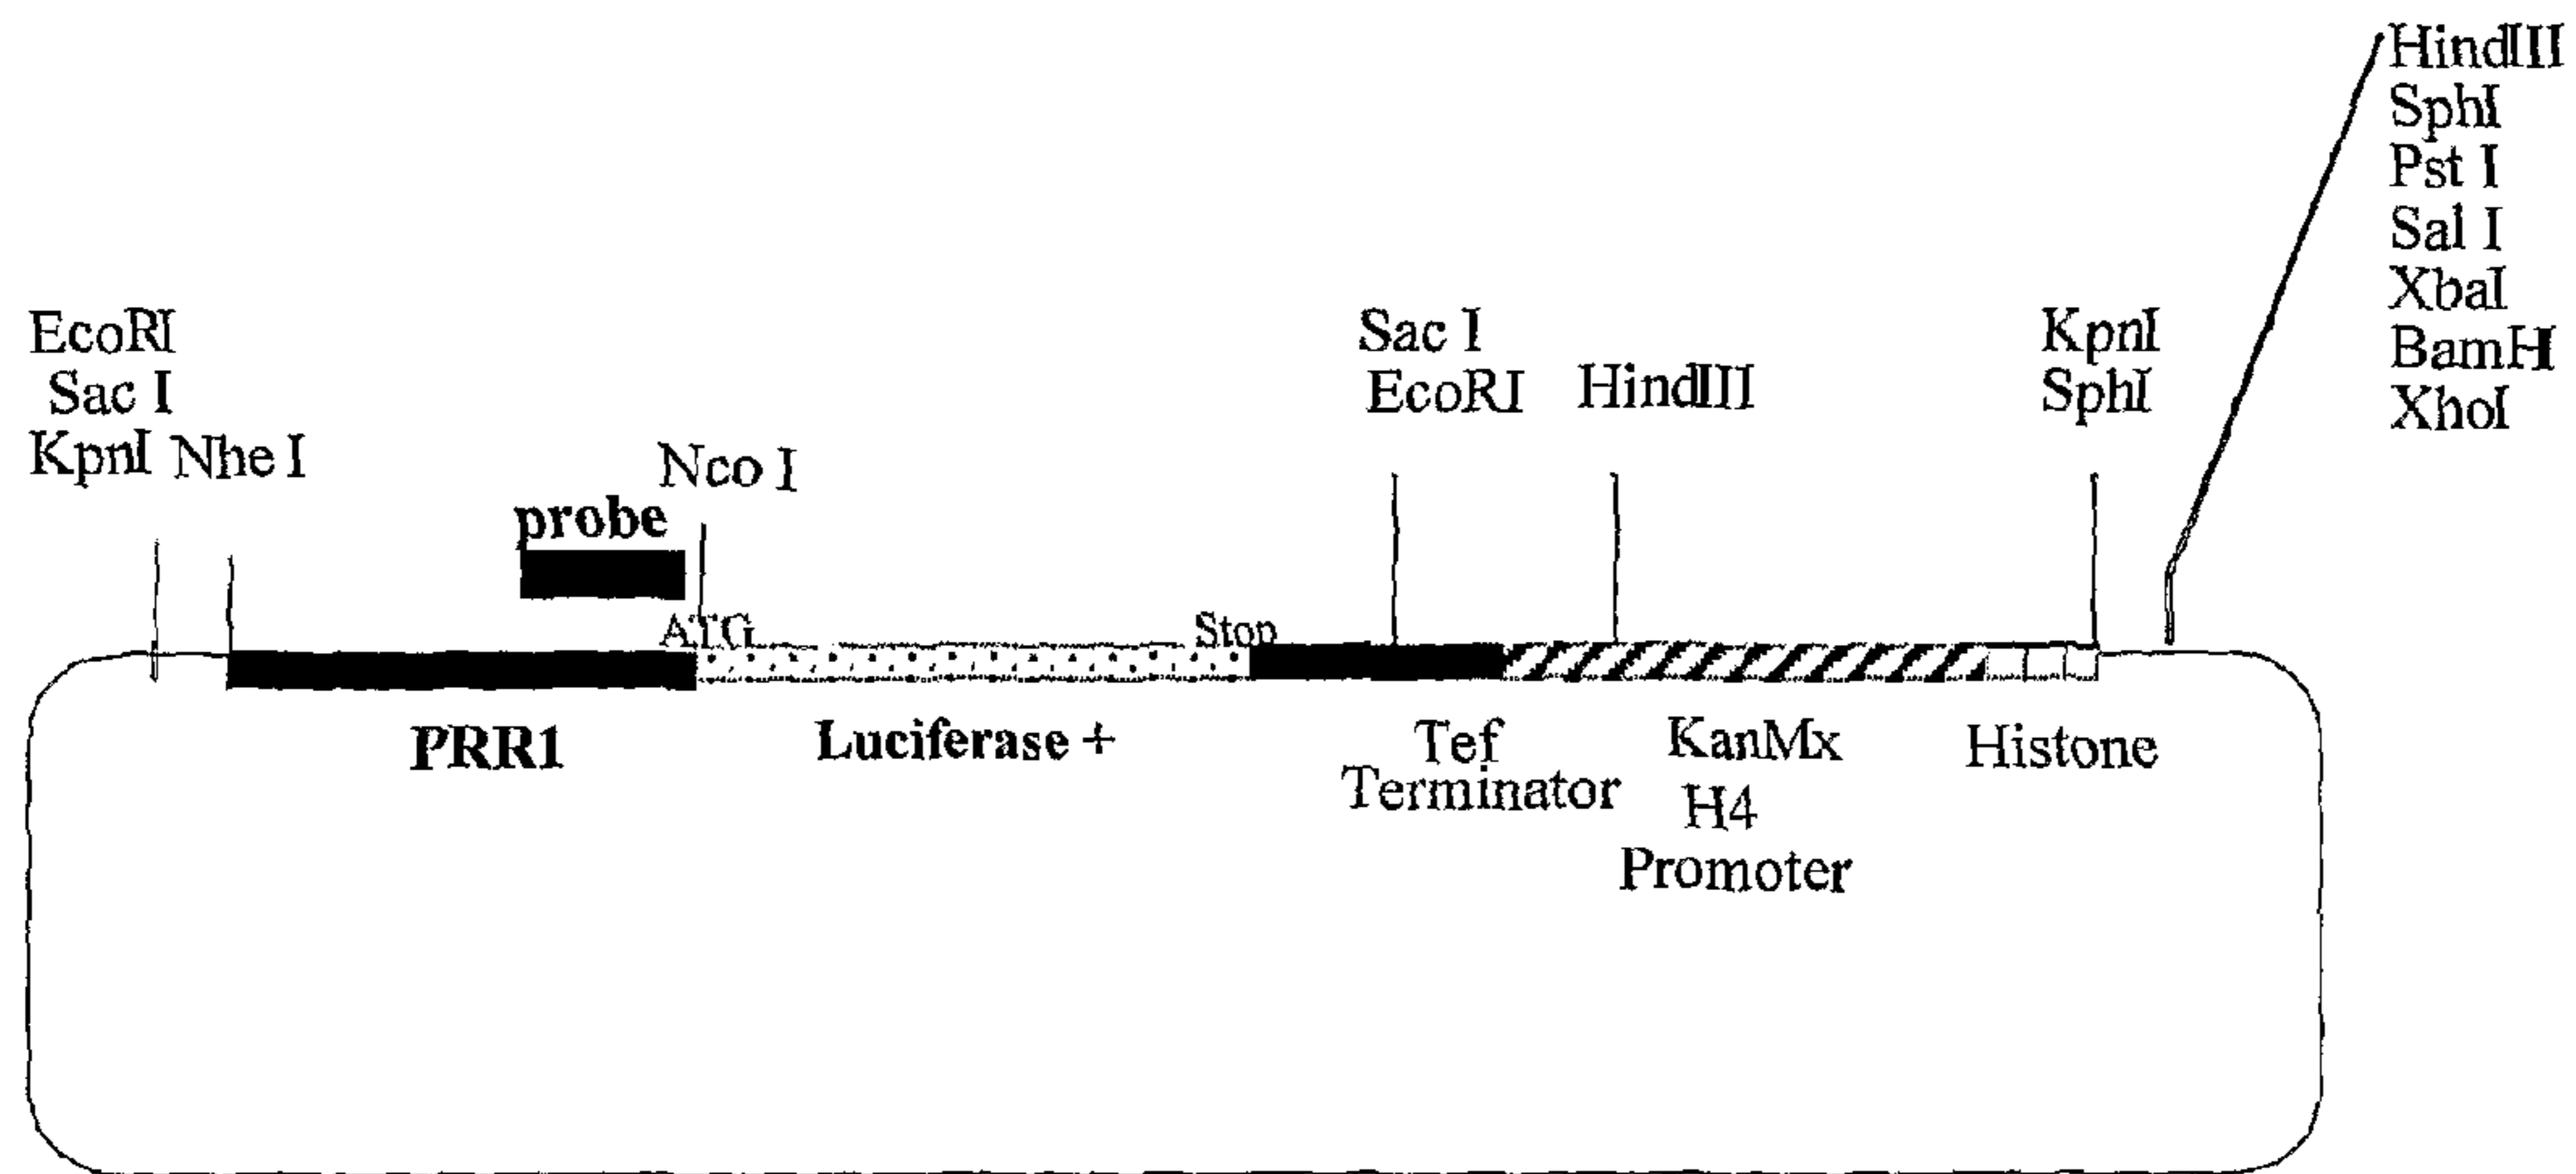 HindIII
SphI
Pst I
Sal I
XbaI
BamH
XhoI
EcoRI
Sac I
KpnI
Nhe I
probe
Nco I
Sac I
EcoRI
HindIII
KpnI
SphI
ATG
Stop
PRR1
Luciferase +
Tef
Terminator
KanMx
H4
Promoter
Histone